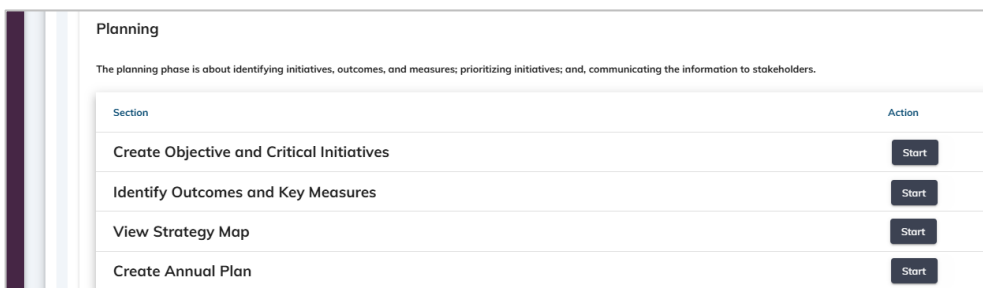 Planning
The planning phase is about identifying initiatives, outcomes, and measures; prioritizing initiatives; and, communicating the information to stakeholders.
Section Action
Create Objective and Critical Initiatives Start
Identify Outcomes and Key Measures Start
View Strategy Map Start
Create Annual Plan Start